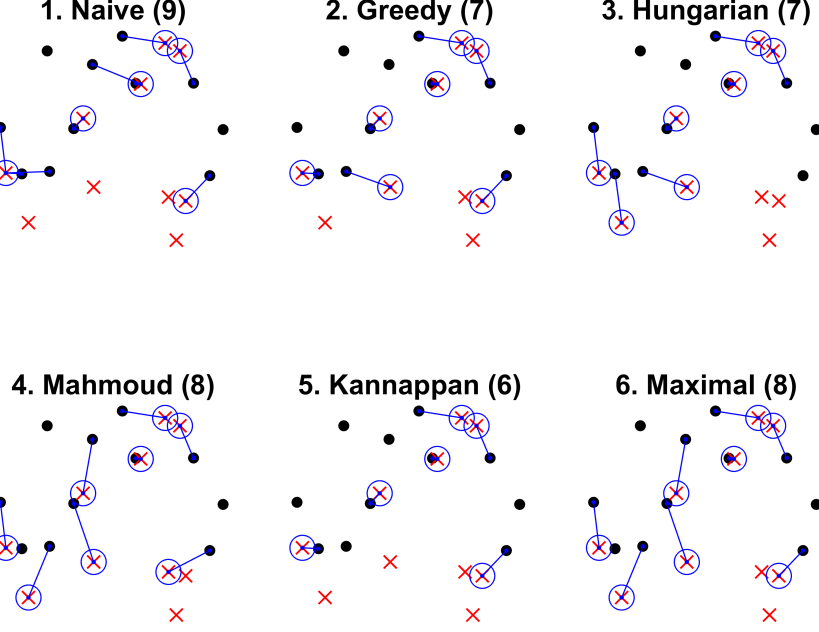 1. Naive (9)
2. Greedy (7)
3. Hungarian (7)
4. Mahmoud (8)
5. Kannappan (6)
6. Maximal (8)